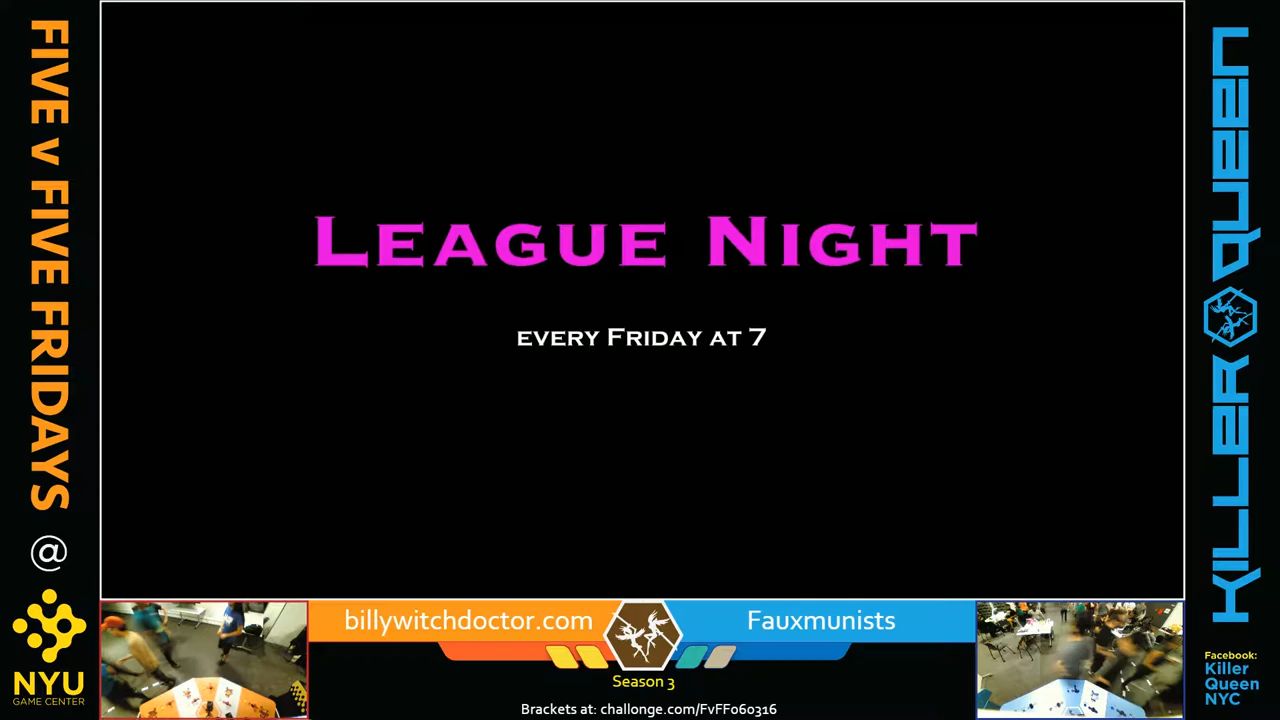 FIVE v FIVE FRIDAYS @
NYU
GAME CENTER
League Night
every Friday at 7
billywitchdoctor.com
Fauxmunists
Season 3
Brackets at: challonge.com/FvFF060316
KILLER QUEEN
Facebook:
Killer
Queen
NYC